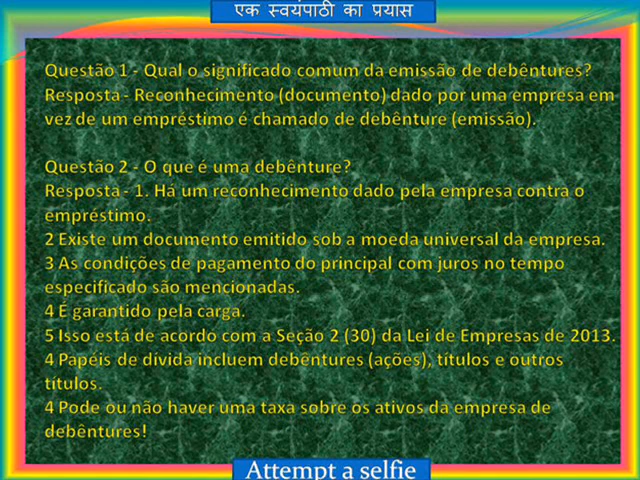 एक स्वयंपाठी का प्रयास
Questão 1 - Qual o significado comum da emissão de debêntures?
Resposta - Reconhecimento (documento) dado por uma empresa em
vez de um empréstimo é chamado de debênture (emissão).
Questão 2 - O que é uma debênture?
Resposta - 1. Há um reconhecimento dado pela empresa contra o
empréstimo.
2 Existe um documento emitido sob a moeda universal da empresa.
3 As condições de pagamento do principal com juros no tempo
especificado são mencionadas.
4 É garantido pela carga.
5 Isso está de acordo com a Seção 2 (30) da Lei de Empresas de 2013.
4 Papéis de dívida incluem debêntures (ações), títulos e outros
títulos.
4 Pode ou não haver uma taxa sobre os ativos da empresa de
debêntures!
Attempt a selfie